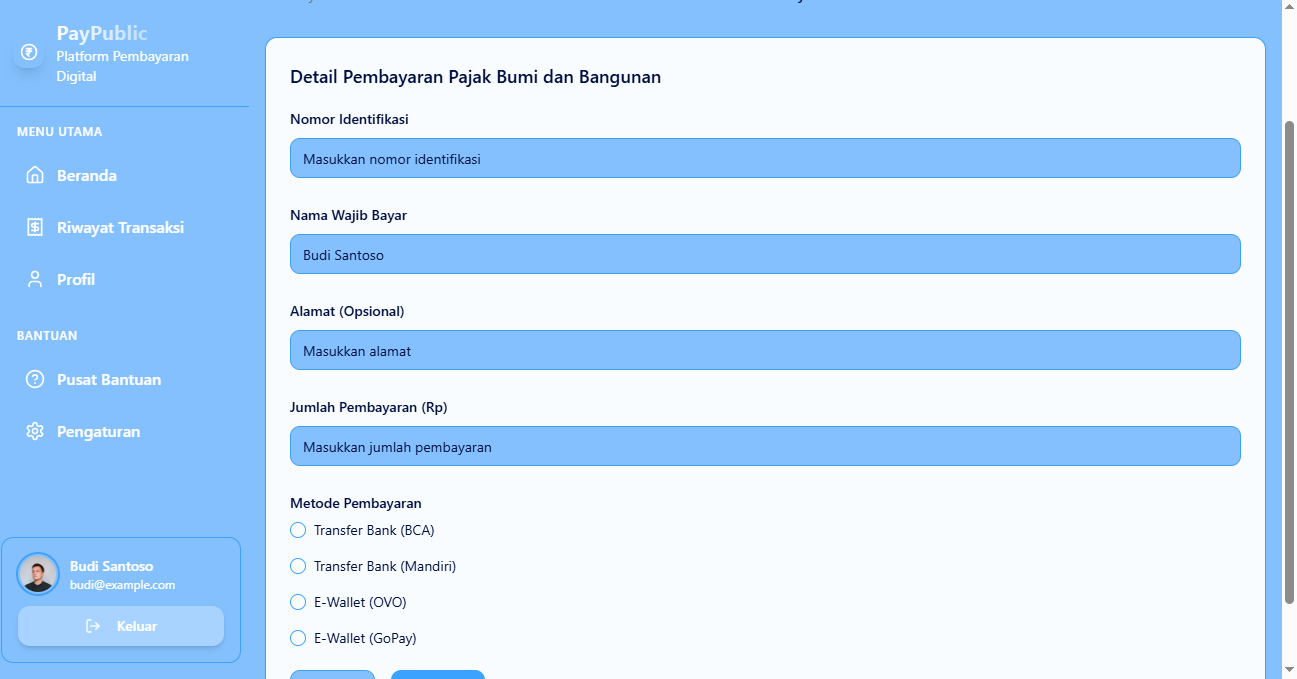 PayPublic
Platform Pembayaran
Digital
MENU UTAMA
Beranda
Riwayat Transaksi
Profil
BANTUAN
Pusat Bantuan
Pengaturan
Budi Santoso
budi@example.com
Keluar
Detail Pembayaran Pajak Bumi dan Bangunan
Nomor Identifikasi
Masukkan nomor identifikasi
Nama Wajib Bayar
Budi Santoso
Alamat (Opsional)
Masukkan alamat
Jumlah Pembayaran (Rp)
Masukkan jumlah pembayaran
Metode Pembayaran
Transfer Bank (BCA)
Transfer Bank (Mandiri)
E-Wallet (OVO)
E-Wallet (GoPay)